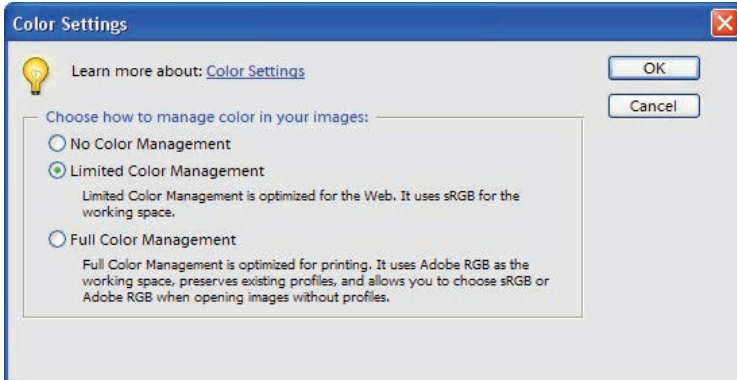 Color Settings
Learn more about: Color Settings
OK
Cancel
Choose how to manage color in your images:
No Color Management
Limited Color Management
Limited Color Management is optimized for the Web. It uses sRGB for the
working space.
Full Color Management
Full Color Management is optimized for printing. It uses Adobe RGB as the
working space, preserves existing profiles, and allows you to choose sRGB or
Adobe RGB when opening images without profiles.